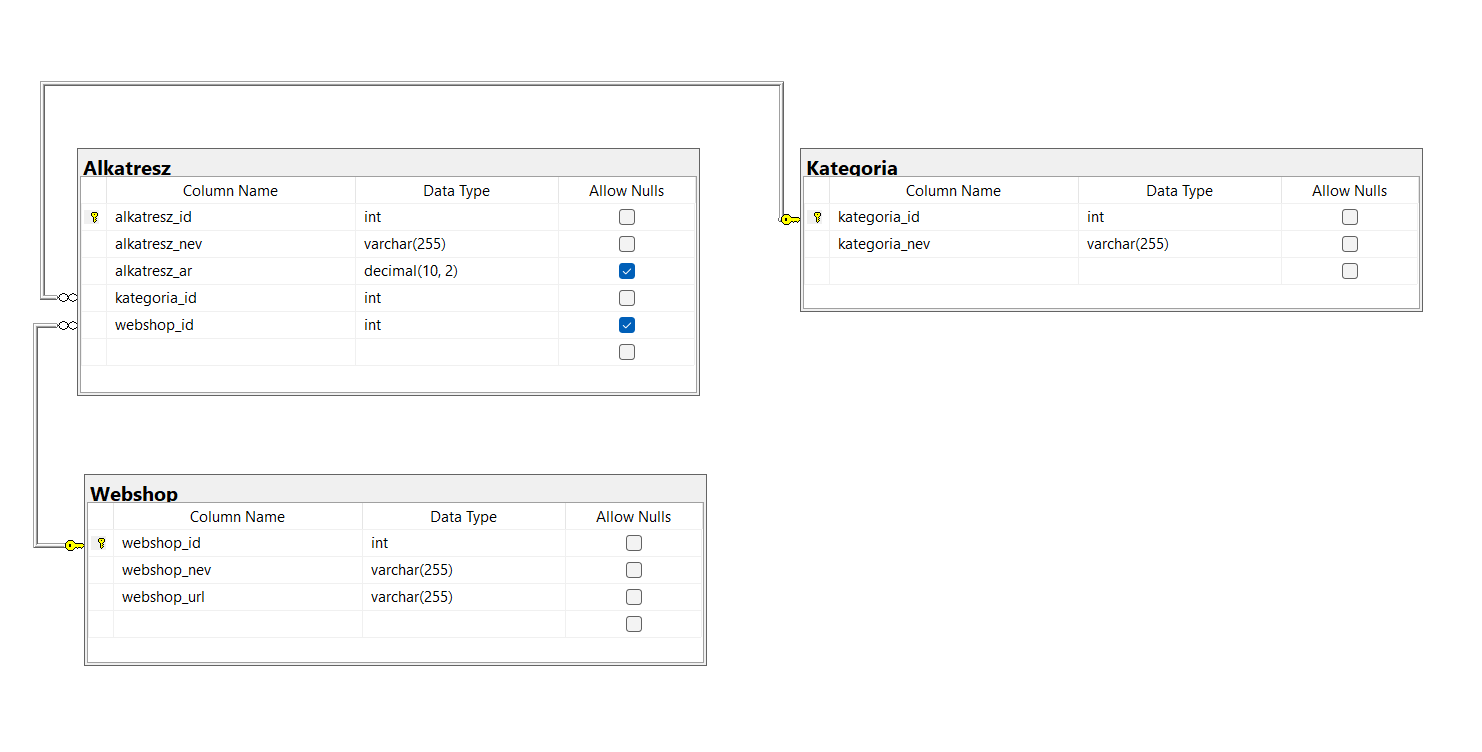 Alkatresz
Column Name Data Type Allow Nulls
alkatresz_id int
alkatresz_nev varchar(255)
alkatresz_ar decimal(10, 2)
kategoria_id int
webshop_id int
Kategoria
Column Name Data Type Allow Nulls
kategoria_id int
kategoria_nev varchar(255)
Webshop
Column Name Data Type Allow Nulls
webshop_id int
webshop_nev varchar(255)
webshop_url varchar(255)